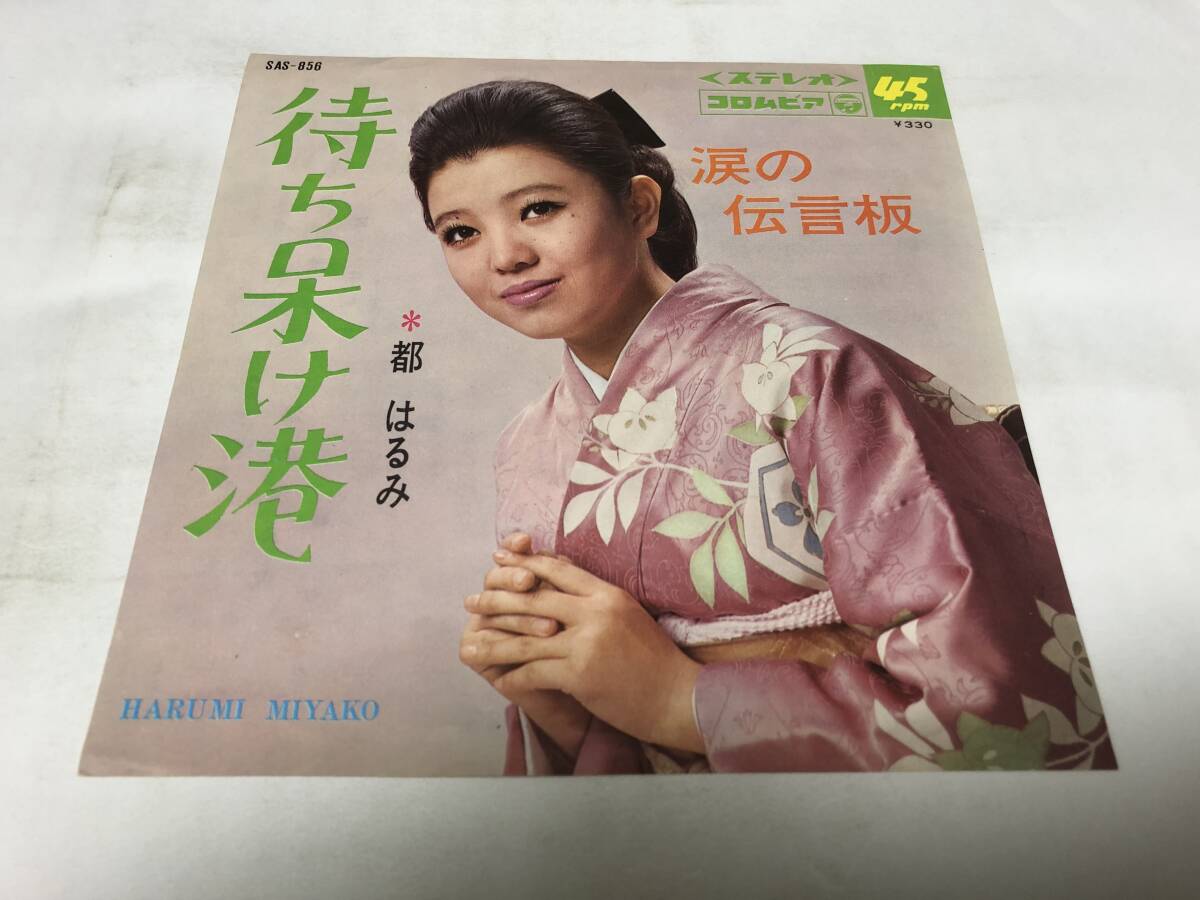 SAS-856
待ち呆け港
＊都 はるみ
HARUMI MIYAKO
<ステレオ>
コロムビア
45
rpm
¥330
涙の
伝言板